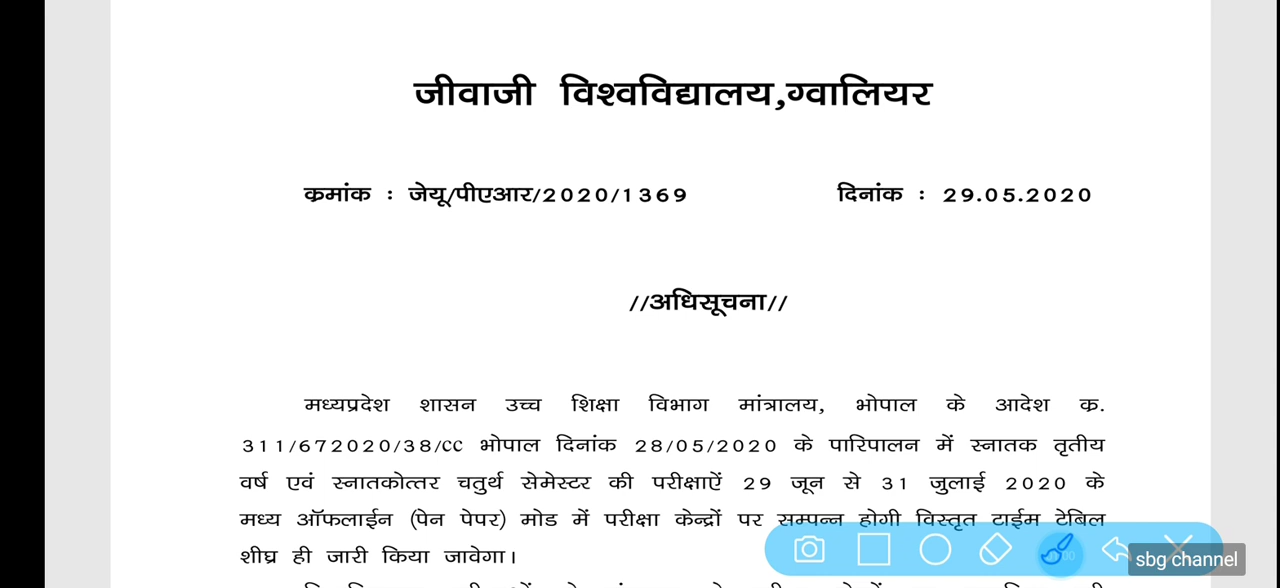 जीवाजी विश्वविद्यालय,ग्वालियर
क्रमांक : जेयू/पीएआर/2020/1369 दिनांक : 29.05.2020
//अधिसूचना//
मध्यप्रदेश शासन उच्च शिक्षा विभाग मांत्रालय, भोपाल के आदेश क्र.
311/672020/38/cc भोपाल दिनांक 28/05/2020 के पारिपालन में स्नातक तृतीय
वर्ष एवं स्नातकोत्तर चतुर्थ सेमेस्टर की परीक्षाऐं 29 जून से 31 जुलाई 2020 के
मध्य ऑफलाईन (पेन पेपर) मोड में परीक्षा केन्द्रों पर सम्पन्न होगी विस्तृत टाईम टेबिल
शीघ्र ही जारी किया जावेगा।
sbg channel